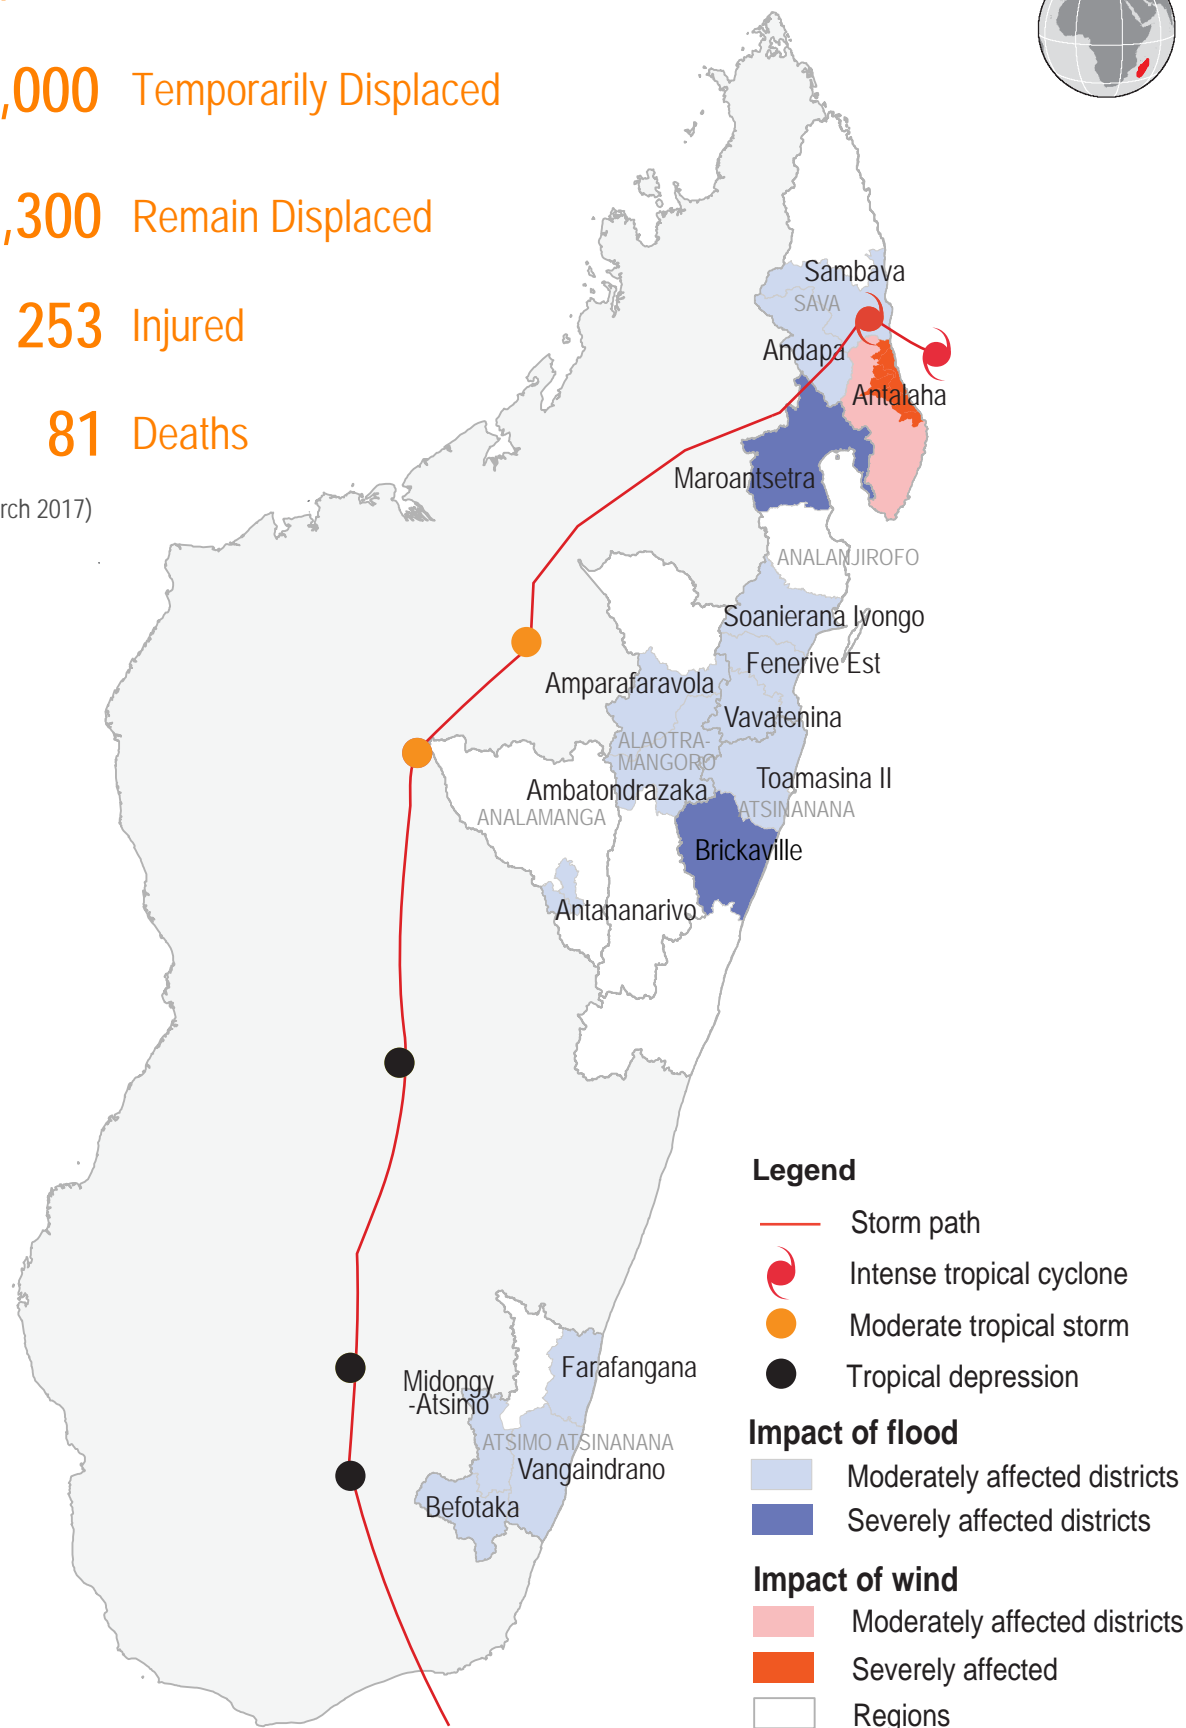 ,000 Temporarily Displaced
,300 Remain Displaced
253 Injured
81 Deaths
rch 2017)
Sambava
SAVA
Andapa
Antalaha
Maroantsetra
ANALANJIROFO
Soanierana Ivongo
Fenerive Est
Amparafaravola
Vavatenina
ALAOTRA-
MANGORO
Toamasina II
Ambatondrazaka
ATSINANANA
ANALAMANGA
Brickaville
Antananarivo
Farafangana
Midongy
-Atsimo
ATSIMO ATSINANANA
Vangaindrano
Befotaka
Legend
Storm path
Intense tropical cyclone
Moderate tropical storm
Tropical depression
Impact of flood
Moderately affected districts
Severely affected districts
Impact of wind
Moderately affected districts
Severely affected
Regions